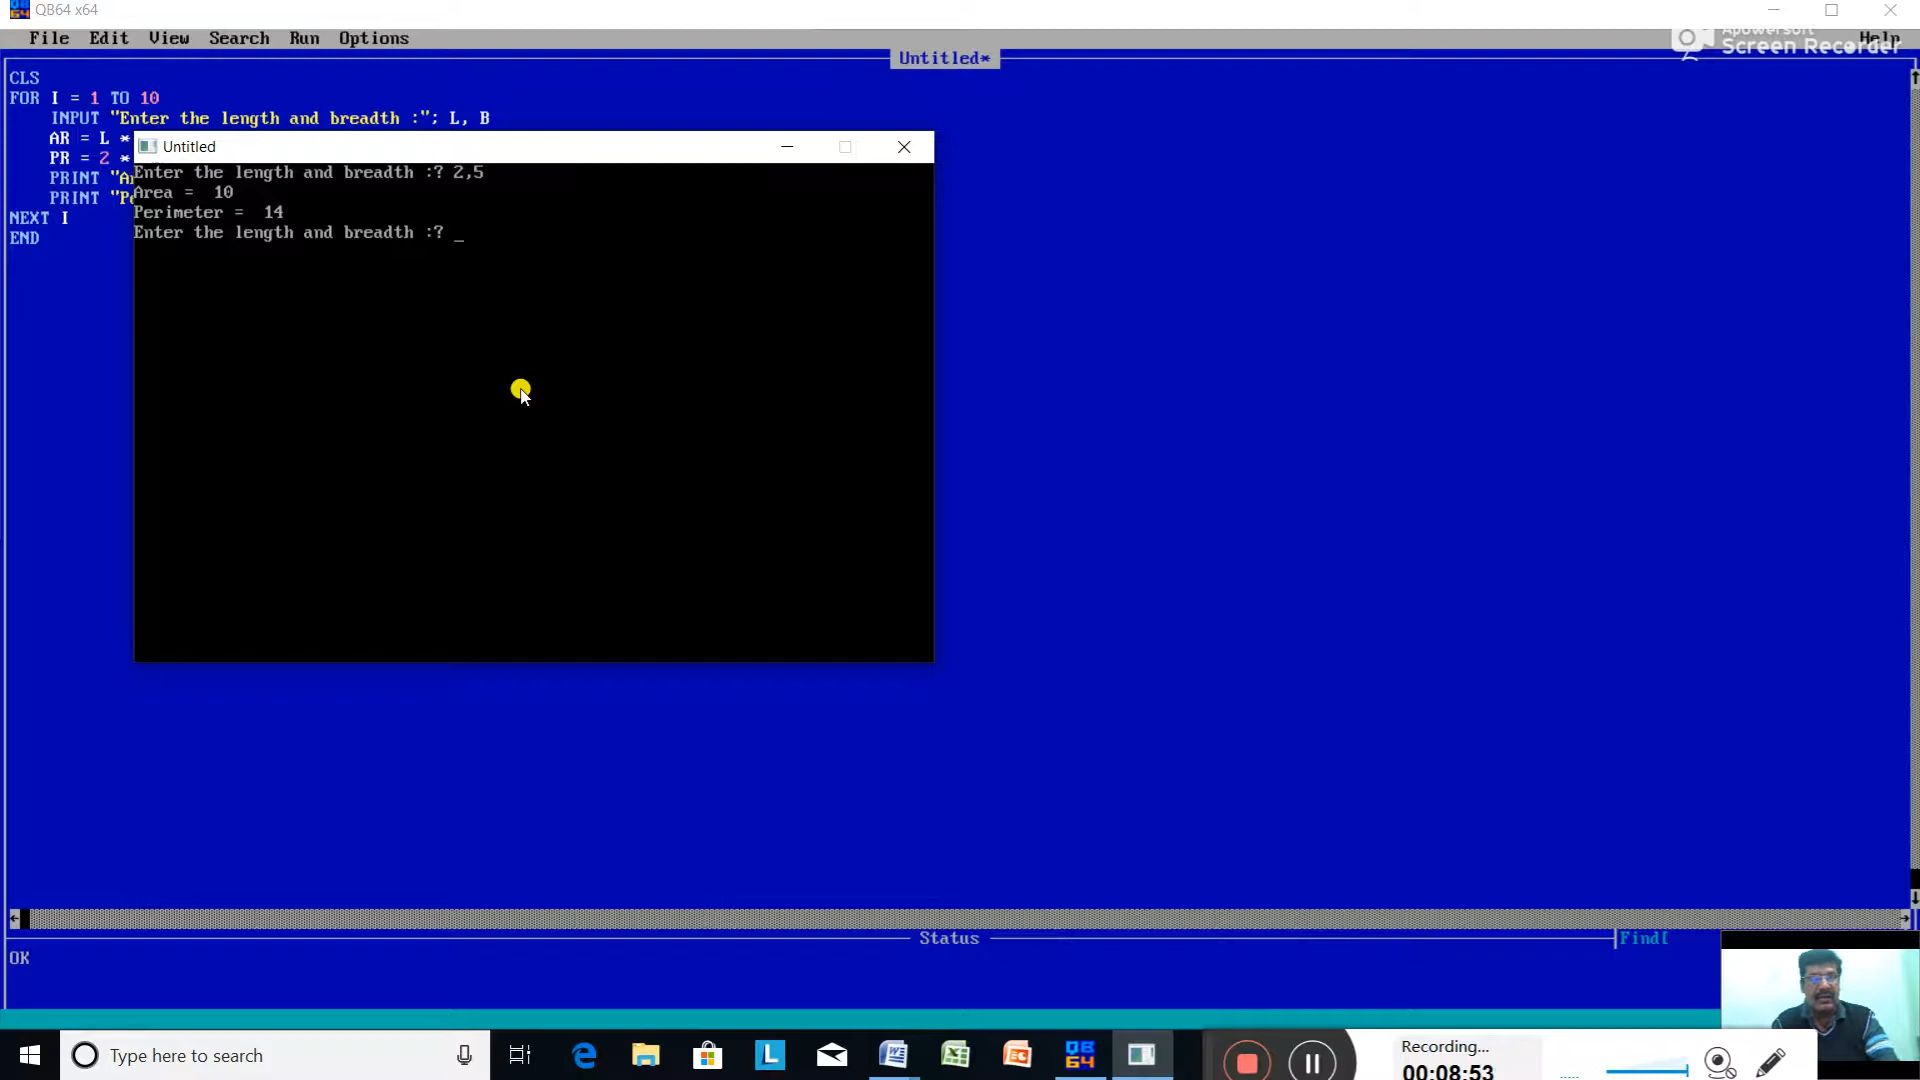 QB64 x64
File Edit View Search Run Options Help
Apowersoft
Screen Recorder
Untitled*
CLS
FOR I = 1 TO 10
INPUT "Enter the length and breadth :"; L, B
AR = L *
PR = 2 *
PRINT "A
PRINT "P
NEXT I
END
Untitled
Enter the length and breadth :? 2,5
Area = 10
Perimeter = 14
Enter the length and breadth :? _
Status
Find[
OK
Type here to search
Recording...
00:08:53